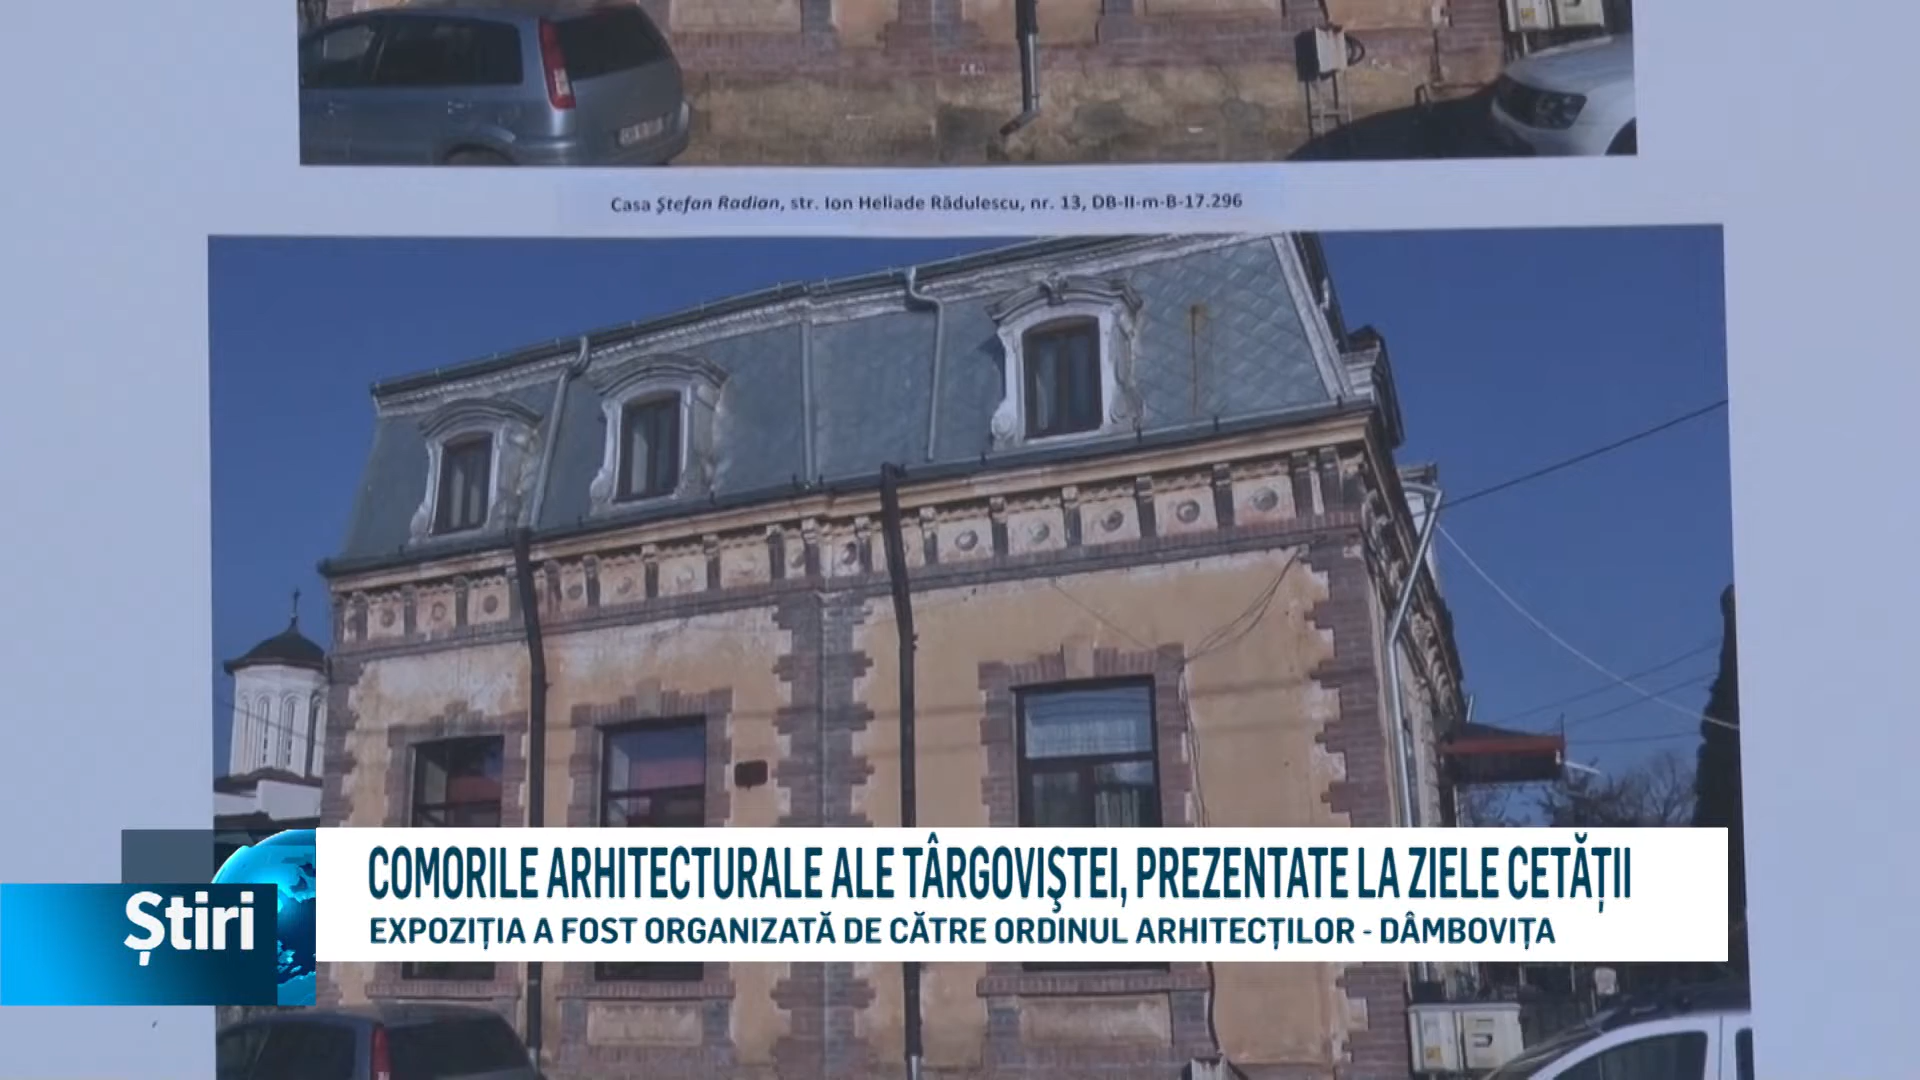 Casa Ștefan Radian, str. Ion Heliade Rădulescu, nr. 13, DB-II-m-B-17.296
COMORILE ARHITECTURALE ALE TÂRGOVIŞTEI, PREZENTATE LA ZIELE CETĂȚII
Știri
EXPOZIȚIA A FOST ORGANIZATĂ DE CĂTRE ORDINUL ARHITECȚILOR - DÂMBOVIȚA